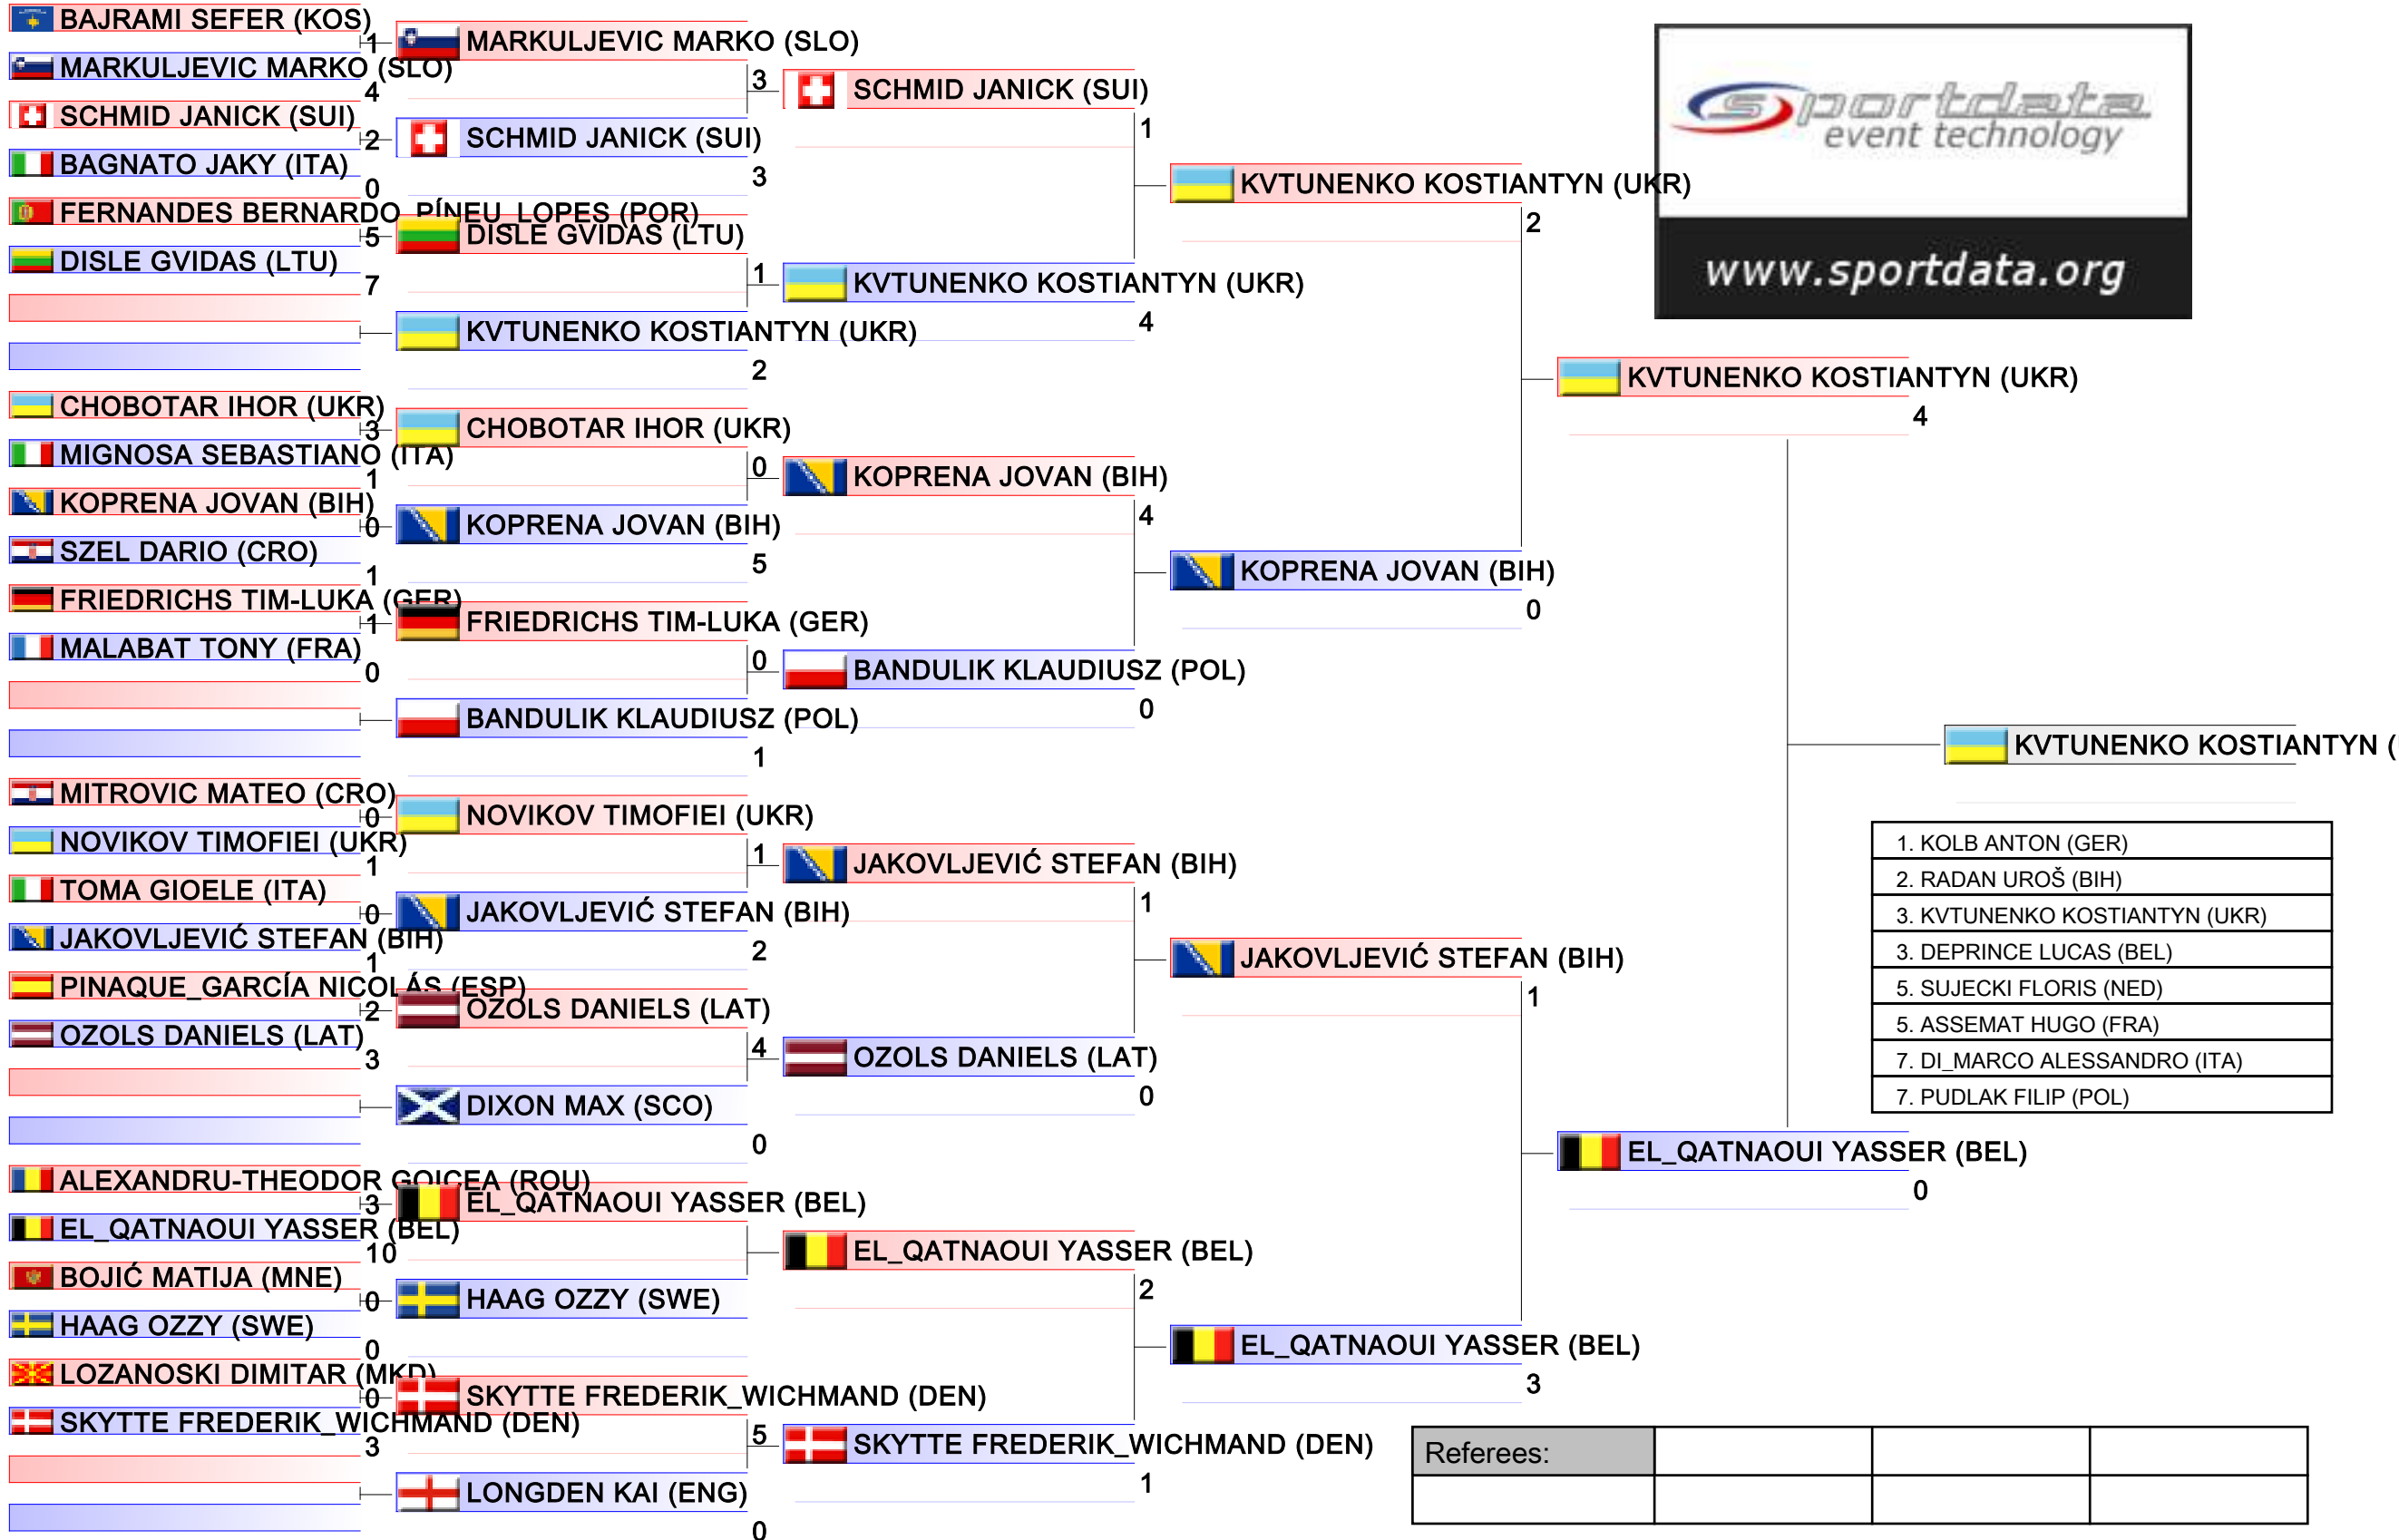 BAJRAMI SEFER (KOS)
1
MARKULJEVIC MARKO (SLO)
4
SCHMID JANICK (SUI)
2
BAGNATO JAKY (ITA)
0
FERNANDES BERNARDO_PÍNEU_LOPES (POR)
5
DISLE GVIDAS (LTU)
7
CHOBOTAR IHOR (UKR)
3
MIGNOSA SEBASTIANO (ITA)
1
KOPRENA JOVAN (BIH)
0
SZEL DARIO (CRO)
1
FRIEDRICHS TIM-LUKA (GER)
1
MALABAT TONY (FRA)
0
MITROVIC MATEO (CRO)
0
NOVIKOV TIMOFIEI (UKR)
1
TOMA GIOELE (ITA)
0
JAKOVLJEVIĆ STEFAN (BIH)
1
PINAQUE_GARCÍA NICOLÁS (ESP)
2
OZOLS DANIELS (LAT)
3
ALEXANDRU-THEODOR GOICEA (ROU)
3
EL_QATNAOUI YASSER (BEL)
10
BOJIĆ MATIJA (MNE)
0
HAAG OZZY (SWE)
0
LOZANOSKI DIMITAR (MKD)
0
SKYTTE FREDERIK_WICHMAND (DEN)
3
MARKULJEVIC MARKO (SLO)
3
SCHMID JANICK (SUI)
3
DISLE GVIDAS (LTU)
1
KVTUNENKO KOSTIANTYN (UKR)
2
CHOBOTAR IHOR (UKR)
0
KOPRENA JOVAN (BIH)
5
FRIEDRICHS TIM-LUKA (GER)
0
BANDULIK KLAUDIUSZ (POL)
1
NOVIKOV TIMOFIEI (UKR)
1
JAKOVLJEVIĆ STEFAN (BIH)
2
OZOLS DANIELS (LAT)
4
DIXON MAX (SCO)
0
EL_QATNAOUI YASSER (BEL)
HAAG OZZY (SWE)
SKYTTE FREDERIK_WICHMAND (DEN)
5
LONGDEN KAI (ENG)
0
SCHMID JANICK (SUI)
1
KVTUNENKO KOSTIANTYN (UKR)
4
KOPRENA JOVAN (BIH)
4
BANDULIK KLAUDIUSZ (POL)
0
JAKOVLJEVIĆ STEFAN (BIH)
1
OZOLS DANIELS (LAT)
0
EL_QATNAOUI YASSER (BEL)
2
SKYTTE FREDERIK_WICHMAND (DEN)
1
KVTUNENKO KOSTIANTYN (UKR)
2
KOPRENA JOVAN (BIH)
0
JAKOVLJEVIĆ STEFAN (BIH)
1
EL_QATNAOUI YASSER (BEL)
3
KVTUNENKO KOSTIANTYN (UKR)
4
EL_QATNAOUI YASSER (BEL)
0
KVTUNENKO KOSTIANTYN (
sportdata
event technology
www.sportdata.org
1. KOLB ANTON (GER)
2. RADAN UROŠ (BIH)
3. KVTUNENKO KOSTIANTYN (UKR)
3. DEPRINCE LUCAS (BEL)
5. SUJECKI FLORIS (NED)
5. ASSEMAT HUGO (FRA)
7. DI_MARCO ALESSANDRO (ITA)
7. PUDLAK FILIP (POL)
Referees: